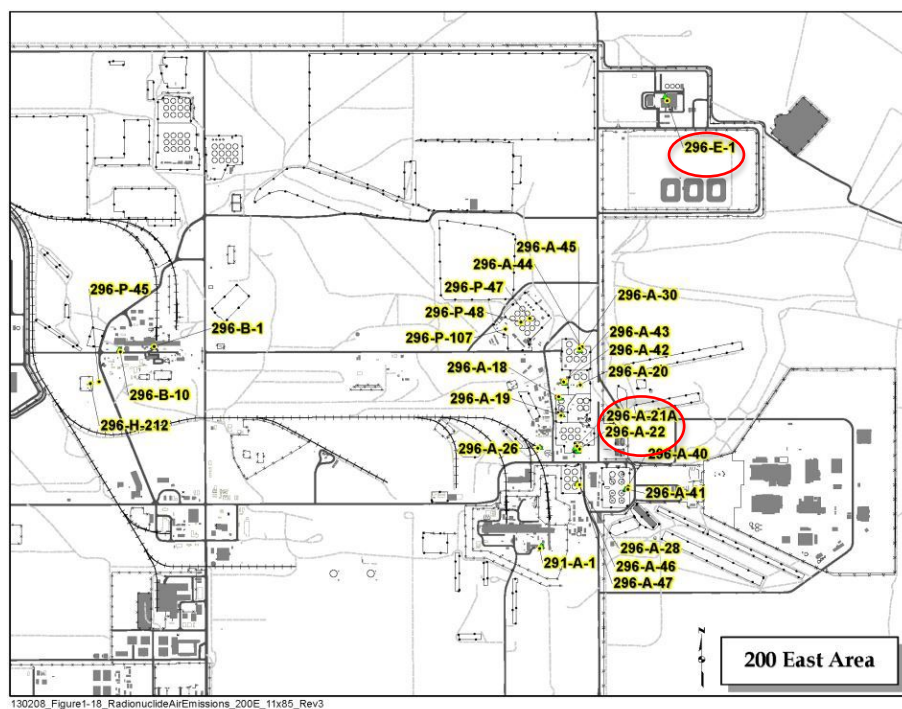 296-E-1
296-A-45
296-A-44
296-P-45
296-P-47
296-A-30
296-P-48
296-B-1
296-P-107
296-A-43
296-A-42
296-A-18
296-A-20
296-B-10
296-A-19
296-A-21A
296-H-212
296-A-22
296-A-26
296-A-40
296-A-41
296-A-28
291-A-1
296-A-46
296-A-47
z
200 East Area
130208_Figure1-18_RadionuclideAirEmissions_200E_11x85_Rev3